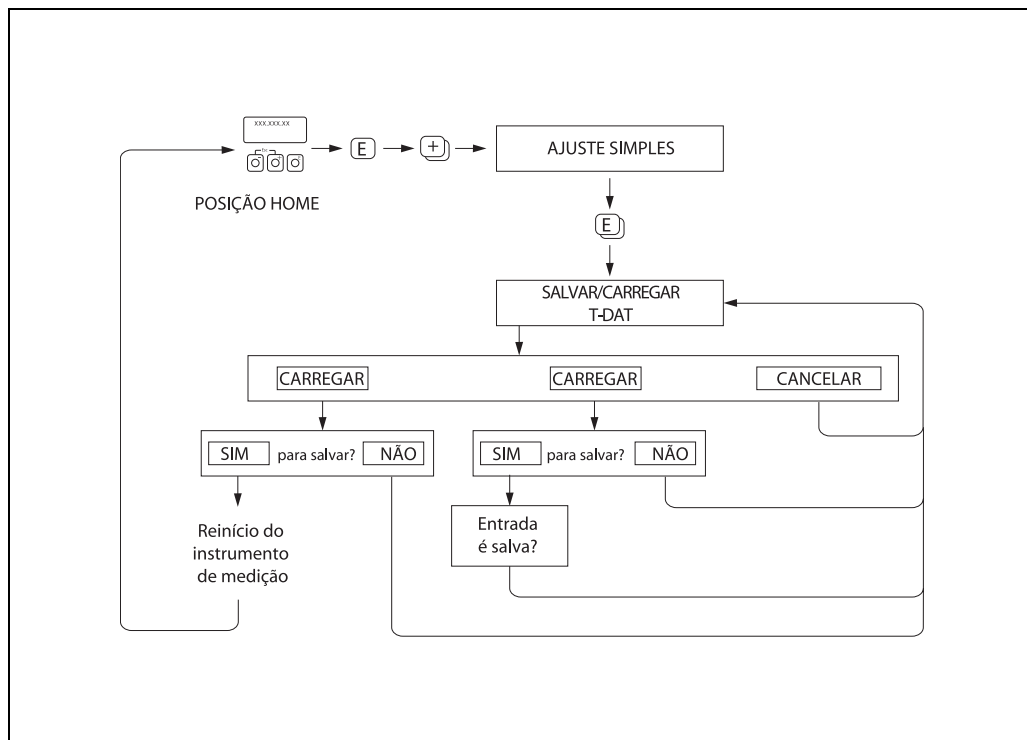 XXX.XXX.XX
Esc
E
+
AJUSTE SIMPLES
POSIÇÃO HOME
E
SALVAR/CARREGAR
T-DAT
CARREGAR
CARREGAR
CANCELAR
SIM para salvar? NÃO
SIM para salvar? NÃO
Reinício do
instrumento
de medição
Entrada
é salva?